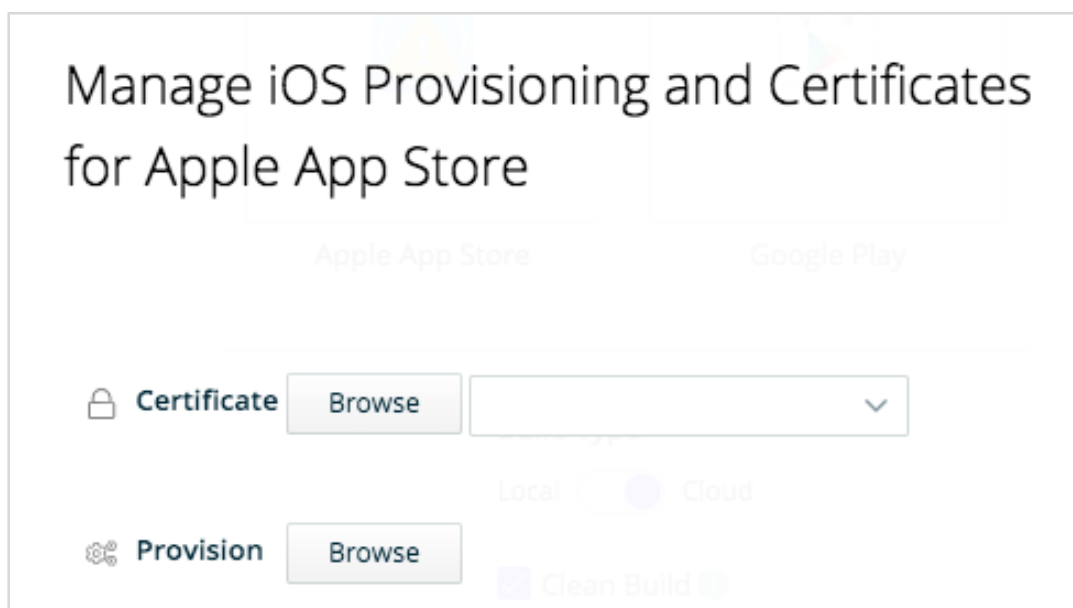 Manage iOS Provisioning and Certificates
for Apple App Store
Apple App Store
Google Play
Certificate
Browse
Local
Cloud
Provision
Browse
Clean Build